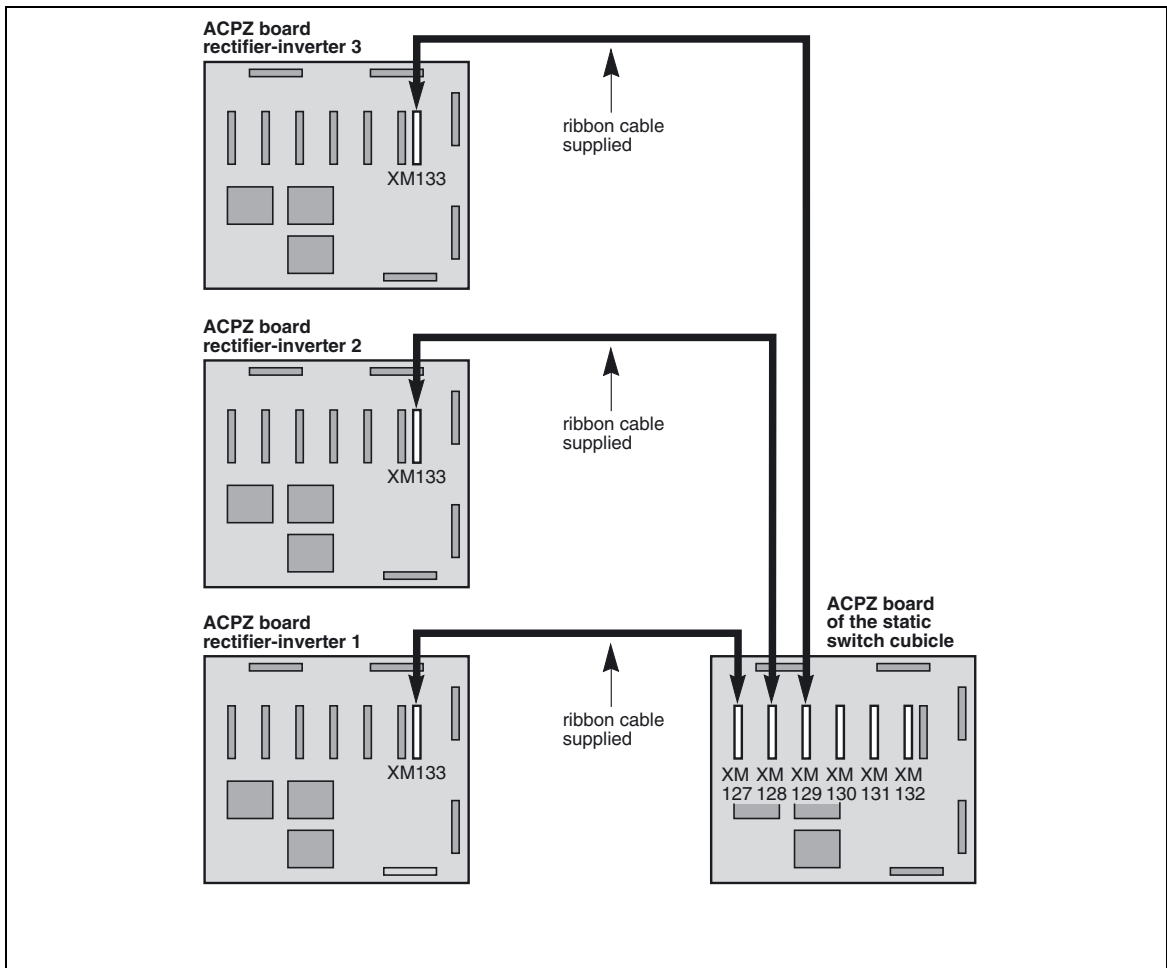 ACPZ board
rectifier-inverter 3
ribbon cable
supplied
XM133
ACPZ board
rectifier-inverter 2
ribbon cable
supplied
XM133
ACPZ board
rectifier-inverter 1
ribbon cable
supplied
XM133
ACPZ board
of the static
switch cubicle
XM XM XM XM XM XM
127 128 129 130 131 132